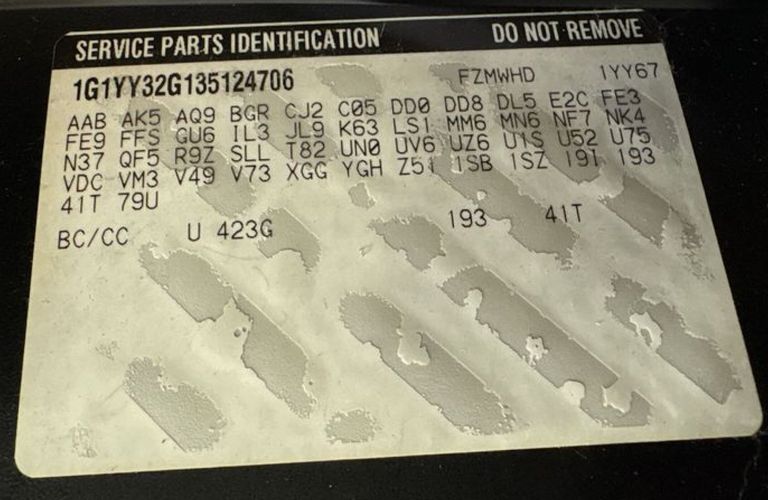 SERVICE PARTS IDENTIFICATION DO NOT REMOVE
1G1YY32G135124706 FZMWHD 1YY67
AAB AK5 AQ9 BGR CJ2 C05 DD0 DD8 DL5 E2C FE3
FE9 FFS GU6 IL3 JL9 K63 LS1 MM6 MN6 NF7 NK4
N37 QF5 R9Z SLL T82 UN0 UV6 UZ6 U1S U52 U75
VDC VM3 V49 V73 XGG YGH Z51 1SB 1SZ 19I 193
41T 79U
BC/CC U 423G 193 41T